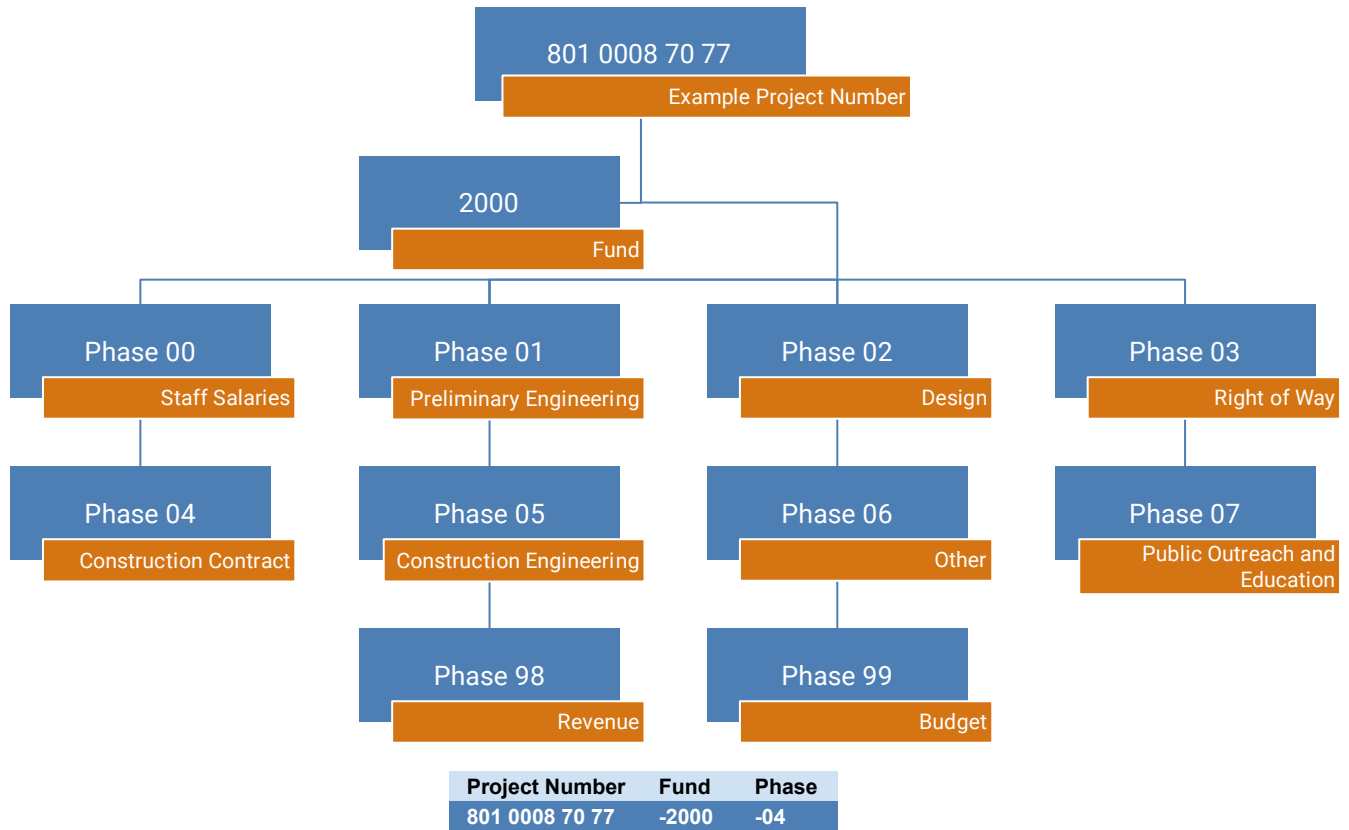 801 0008 70 77
Example Project Number
2000
Fund
Phase 00
Staff Salaries
Phase 01
Preliminary Engineering
Phase 02
Design
Phase 03
Right of Way
Phase 04
Construction Contract
Phase 05
Construction Engineering
Phase 06
Other
Phase 07
Public Outreach and
Education
Phase 98
Revenue
Phase 99
Budget
Project Number Fund Phase
801 0008 70 77 -2000 -04